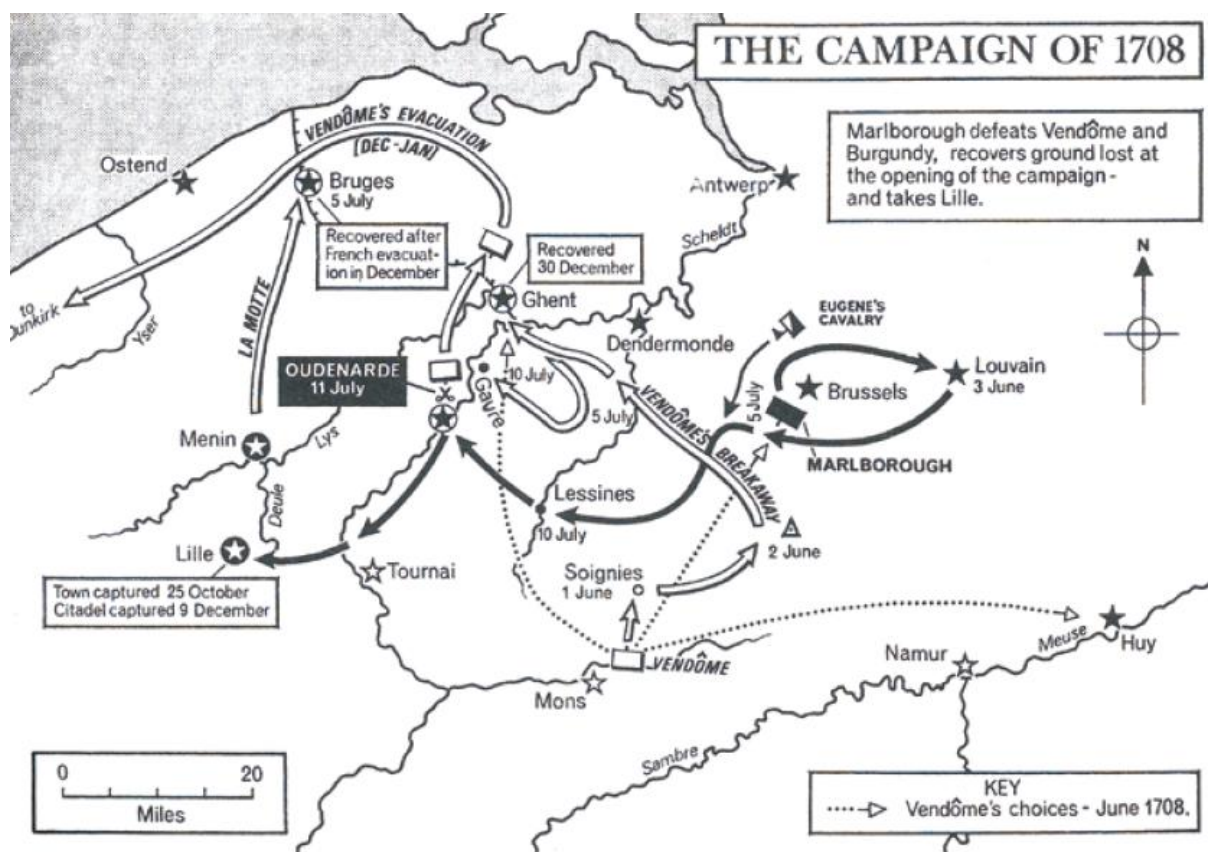 THE CAMPAIGN OF 1708
Marlborough defeats Vendôme and
Burgundy, recovers ground lost at
the opening of the campaign -
and takes Lille.
VENDÔME'S EVACUATION
[DEC-JAN)
Ostend
Bruges
5 July
Antwerp
Recovered after
French evacuat-
ion in December
Recovered
30 December
Scheldt
N
to
Dunkirk
Yser
LA MOTTE
Ghent
EUGENE'S
CAVALRY
Dendermonde
OUDENARDE
11 July
Gavre
10 July
5 July
5 July
Brussels
Louvain
3 June
VENDÔME'S BREAKAWAY
MARLBOROUGH
Menin
Lys
Deule
Lessines
10 July
2 June
Lille
Town captured 25 October
Citadel captured 9 December
Tournai
Soignies
1 June
VENDÔME
Mons
Meuse
Huy
Namur
Sambre
0 20
Miles
KEY
Vendôme's choices - June 1708.